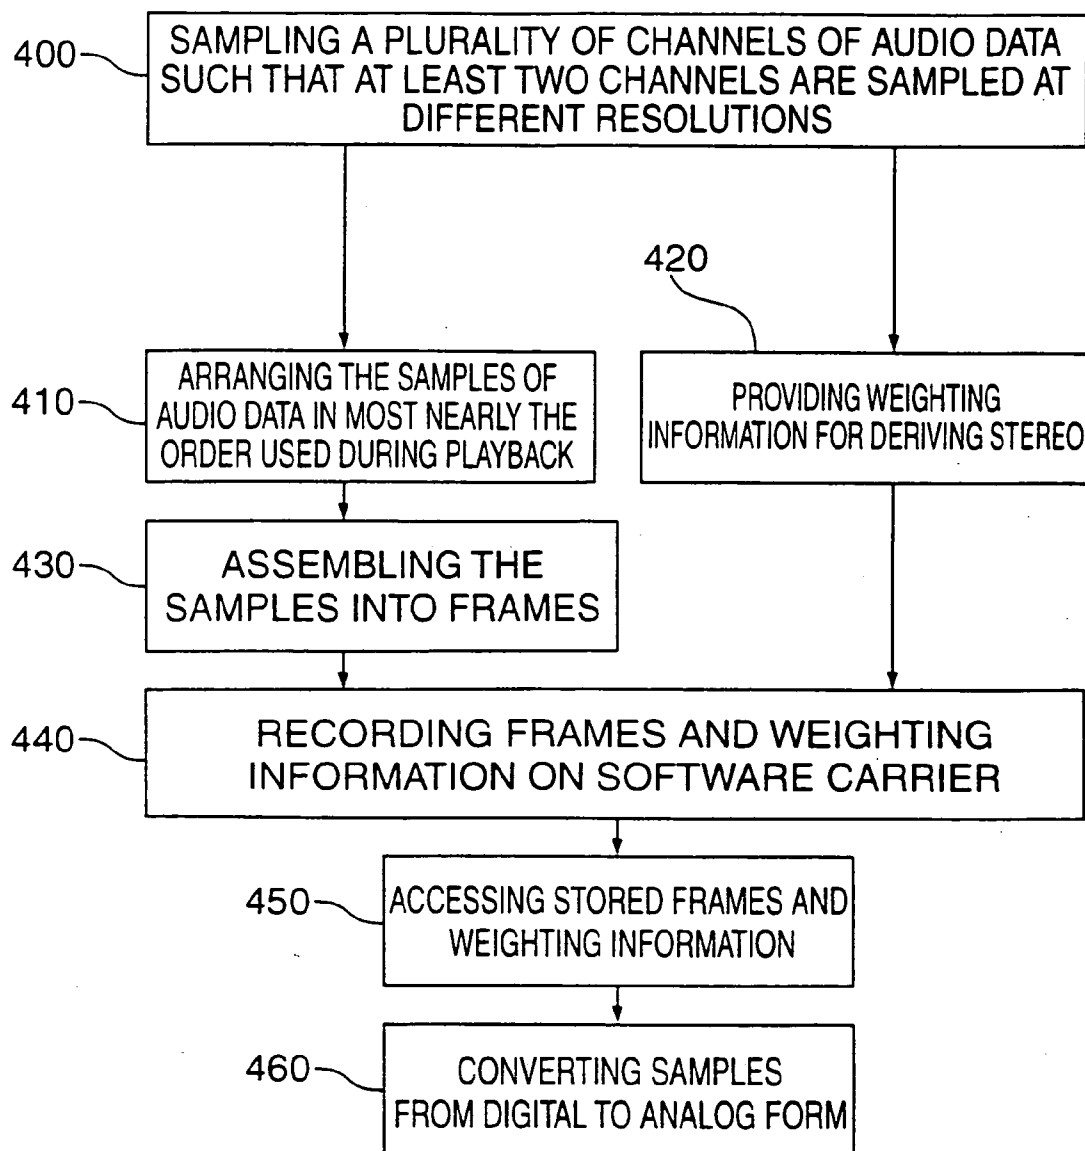 400
SAMPLING A PLURALITY OF CHANNELS OF AUDIO DATA
SUCH THAT AT LEAST TWO CHANNELS ARE SAMPLED AT
DIFFERENT RESOLUTIONS
420
410
ARRANGING THE SAMPLES OF
AUDIO DATA IN MOST NEARLY THE
ORDER USED DURING PLAYBACK
PROVIDING WEIGHTING
INFORMATION FOR DERIVING STEREO
430
ASSEMBLING THE
SAMPLES INTO FRAMES
440
RECORDING FRAMES AND WEIGHTING
INFORMATION ON SOFTWARE CARRIER
450
ACCESSING STORED FRAMES AND
WEIGHTING INFORMATION
460
CONVERTING SAMPLES
FROM DIGITAL TO ANALOG FORM